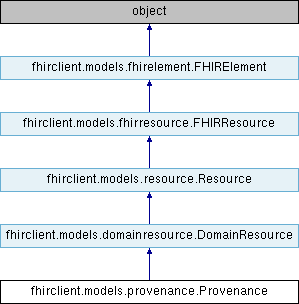 object
fhirclient.models.fhirelement.FHIRElement
fhirclient.models.fhirresource.FHIRResource
fhirclient.models.resource.Resource
fhirclient.models.domainresource.DomainResource
fhirclient.models.provenance.Provenance